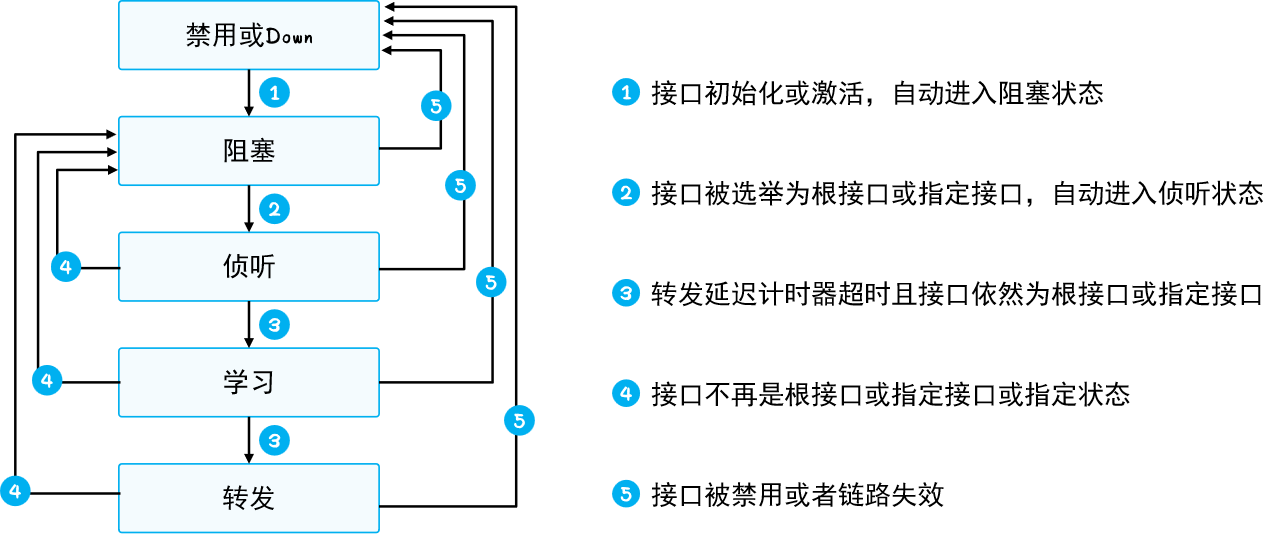 禁用或Down
1
5
阻塞
2
5
侦听
4
3
5
学习
4
3
5
转发
4
1 接口初始化或激活，自动进入阻塞状态
2 接口被选举为根接口或指定接口，自动进入侦听状态
3 转发延迟计时器超时且接口依然为根接口或指定接口
4 接口不再是根接口或指定接口或指定状态
5 接口被禁用或者链路失效